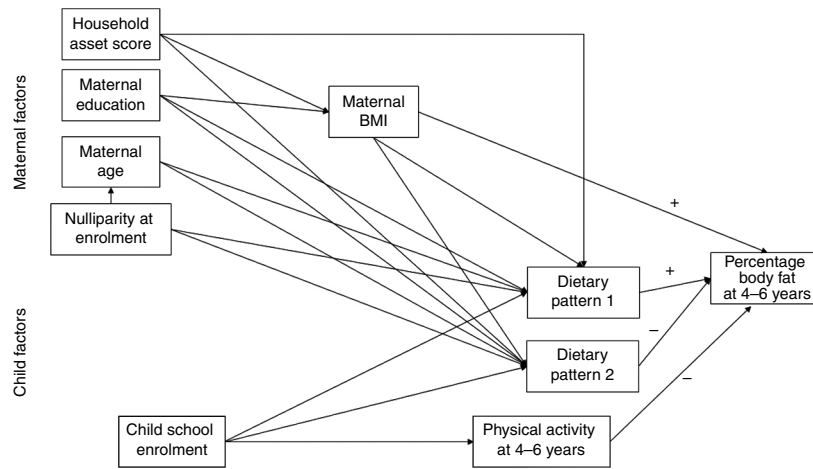 Household
asset score
Maternal
education
Maternal
age
Nulliparity at
enrolment
Maternal factors
Maternal
BMI
+
Dietary
pattern 1
+
Percentage
body fat
at 4–6 years
Dietary
pattern 2
−
−
Child factors
Child school
enrolment
Physical activity
at 4–6 years